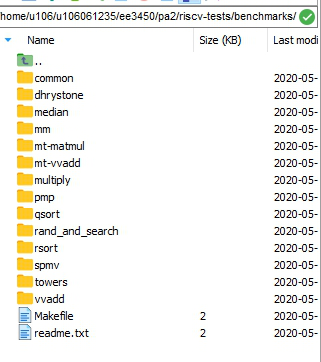 home/u106/u106061235/ee3450/pa2/riscv-tests/benchmarks/
Name Size (KB) Last modi
..
common 2020-05-
dhrystone 2020-05-
median 2020-05-
mm 2020-05-
mt-matmul 2020-05-
mt-vvadd 2020-05-
multiply 2020-05-
pmp 2020-05-
qsort 2020-05-
rand_and_search 2020-05-
rsort 2020-05-
spmv 2020-05-
towers 2020-05-
vvadd 2020-05-
Makefile 2 2020-05-
readme.txt 2 2020-05-